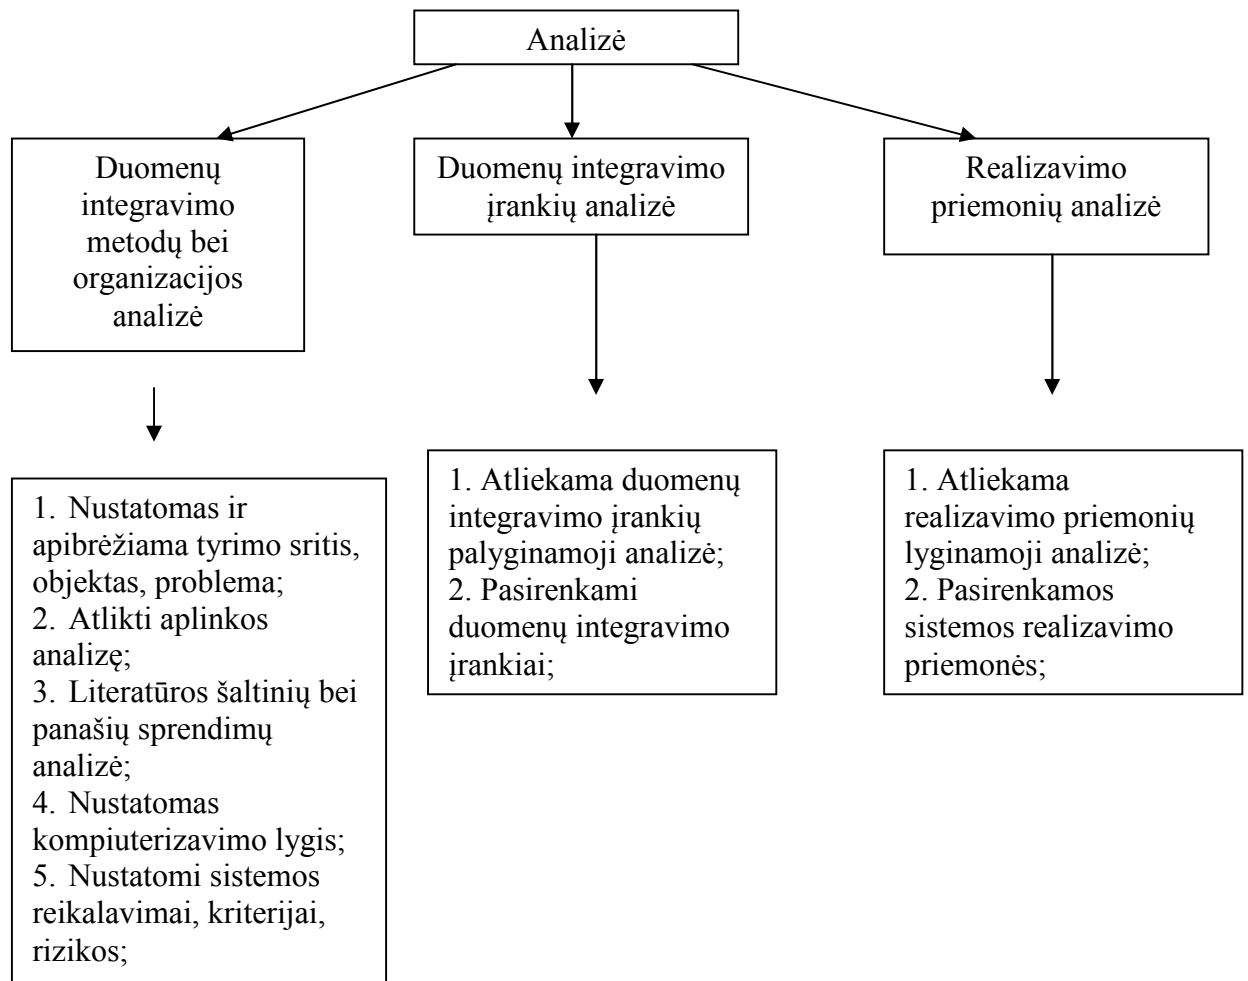 Analizė
Duomenų
integravimo
metodų bei
organizacijos
analizė
Duomenų integravimo
įrankių analizė
Realizavimo
priemonių analizė
1. Nustatomas ir
apibrėžiama tyrimo sritis,
objektas, problema;
2. Atlikti aplinkos
analizę;
3. Literatūros šaltinių bei
panašių sprendimų
analizė;
4. Nustatomas
kompiuterizavimo lygis;
5. Nustatomi sistemos
reikalavimai, kriterijai,
rizikos;
1. Atliekama duomenų
integravimo įrankių
palyginamoji analizė;
2. Pasirenkami
duomenų integravimo
įrankiai;
1. Atliekama
realizavimo priemonių
lyginamoji analizė;
2. Pasirenkamos
sistemos realizavimo
priemonės;